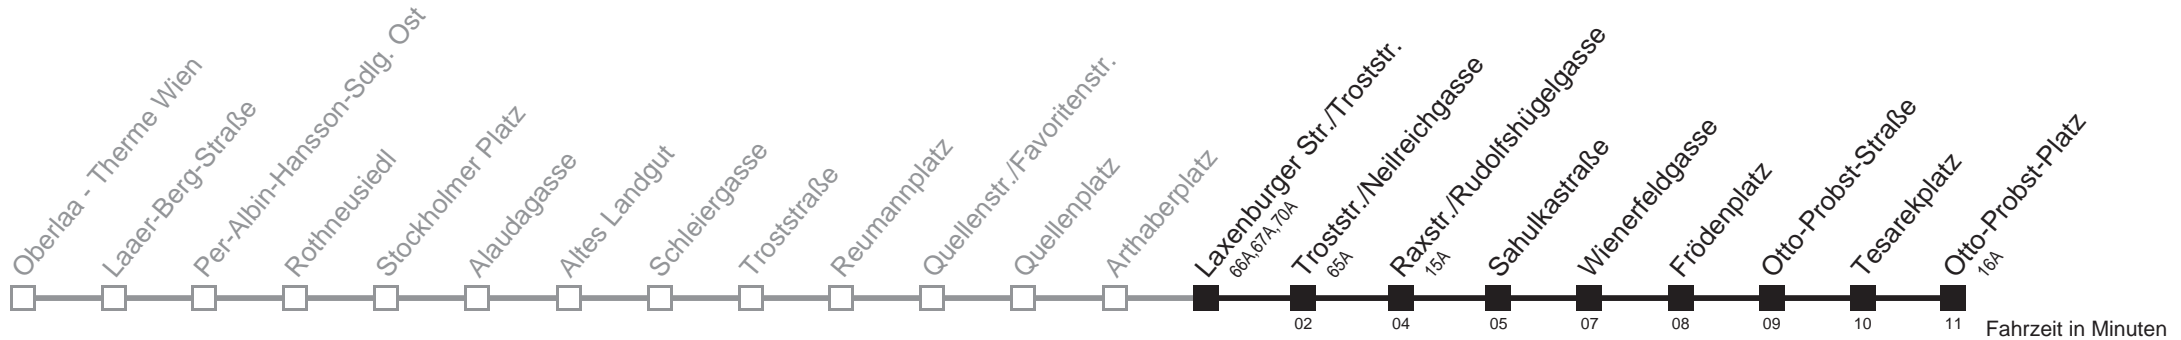 Oberlaa - Therme Wien
Laaer-Berg-Straße
Per-Albin-Hansson-Sdlg. Ost
Rothneusiedl
Stockholmer Platz
Alaudagasse
Altes Landgut
Schleiergasse
Troststraße
Reumannplatz
Quellenstr./Favoritenstr.
Quellenplatz
Arthaberplatz
Laxenburger Str./Troststr.
66A,67A,70A
Troststr./Neilreichgasse
65A
Raxstr./Rudolfshügelgasse
15A
Sahulkastraße
Wienerfeldgasse
Frödenplatz
Otto-Probst-Straße
Tesarekplatz
Otto-Probst-Platz
16A
02 04 05 07 08 09 10 11 Fahrzeit in Minuten